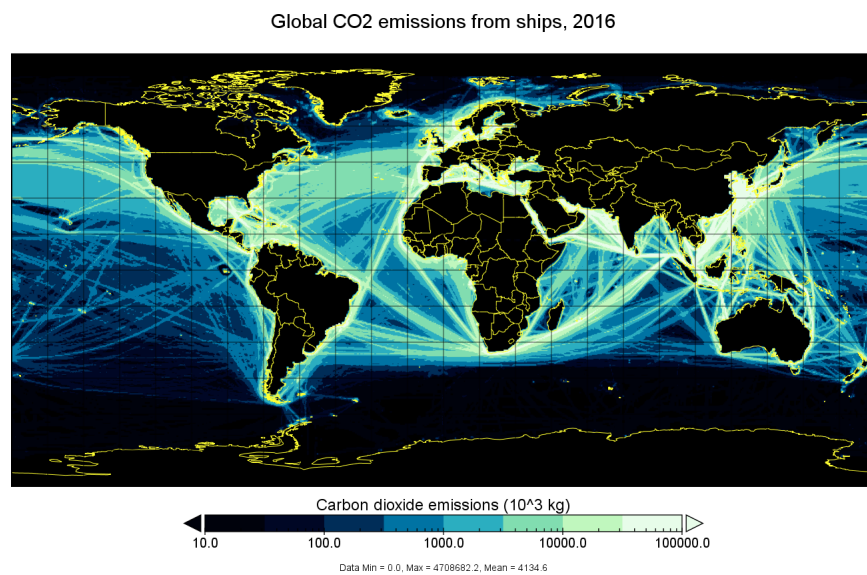 Global CO2 emissions from ships, 2016
Carbon dioxide emissions (10^3 kg)
10.0 100.0 1000.0 10000.0 100000.0
Data Min = 0.0, Max = 4708682.2, Mean = 4134.6